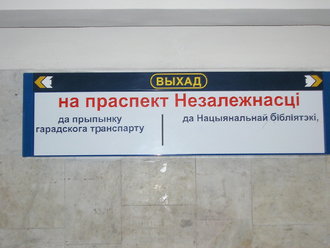 ВЫХАД
на праспект Незалежнасці
да прыпынку
гарадскога транспарту
да Нацыянальнай бібліятэкі,